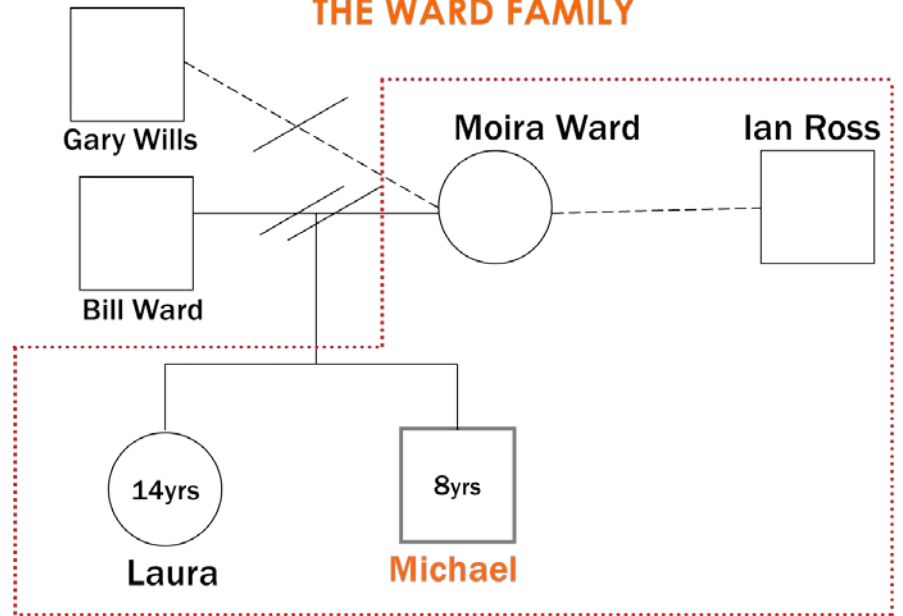 THE WARD FAMILY
Gary Wills
Moira Ward
Ian Ross
Bill Ward
14yrs
8yrs
Laura
Michael